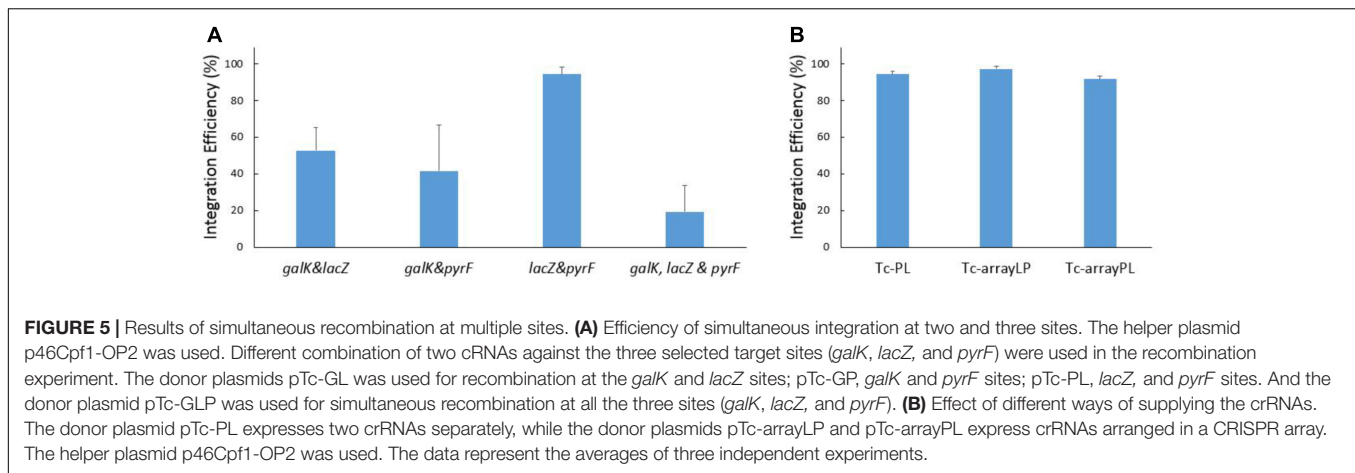 A
Integration Efficiency (%)
100
80
60
40
20
0
galK&lacZ
galK&pyrF
lacZ&pyrF
galK, lacZ & pyrF
B
Integration Efficiency (%)
100
80
60
40
20
0
Tc-PL
Tc-arrayLP
Tc-arrayPL
FIGURE 5 | Results of simultaneous recombination at multiple sites. (A) Efficiency of simultaneous integration at two and three sites. The helper plasmid
p46Cpf1-OP2 was used. Different combination of two cRNAs against the three selected target sites (galK, lacZ, and pyrF) were used in the recombination
experiment. The donor plasmids pTc-GL was used for recombination at the galK and lacZ sites; pTc-GP, galK and pyrF sites; pTc-PL, lacZ, and pyrF sites. And the
donor plasmid pTc-GLP was used for simultaneous recombination at all the three sites (galK, lacZ, and pyrF). (B) Effect of different ways of supplying the crRNAs.
The donor plasmid pTc-PL expresses two crRNAs separately, while the donor plasmids pTc-arrayLP and pTc-arrayPL express crRNAs arranged in a CRISPR array.
The helper plasmid p46Cpf1-OP2 was used. The data represent the averages of three independent experiments.